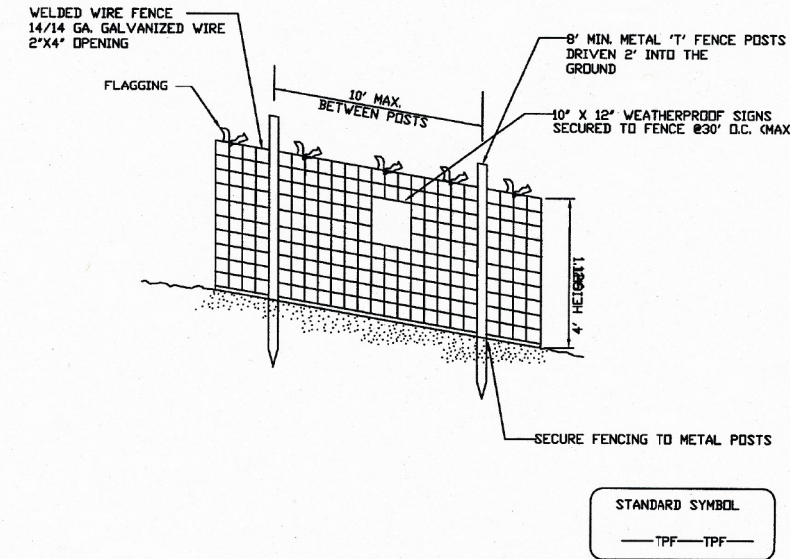 WELDED WIRE FENCE
14/14 GA. GALVANIZED WIRE
2"X4" OPENING
FLAGGING
10' MAX.
BETWEEN POSTS
8' MIN. METAL 'T' FENCE POSTS
DRIVEN 2' INTO THE
GROUND
10" X 12" WEATHERPROOF SIGNS
SECURED TO FENCE @30' O.C. (MAX
4'
SECURE FENCING TO METAL POSTS
STANDARD SYMBOL
TPF TPF